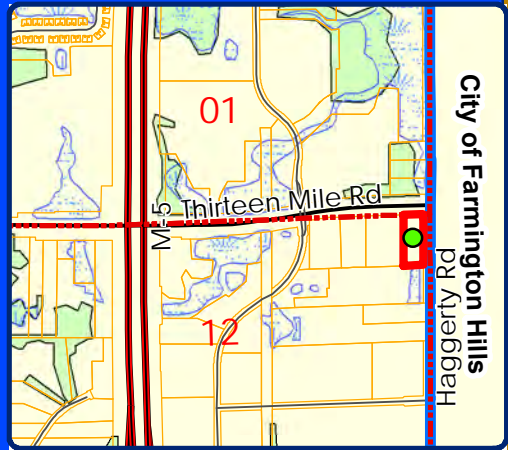 01
Thirteen Mile Rd
M-5
12
City of Farmington Hills
Haggerty Rd